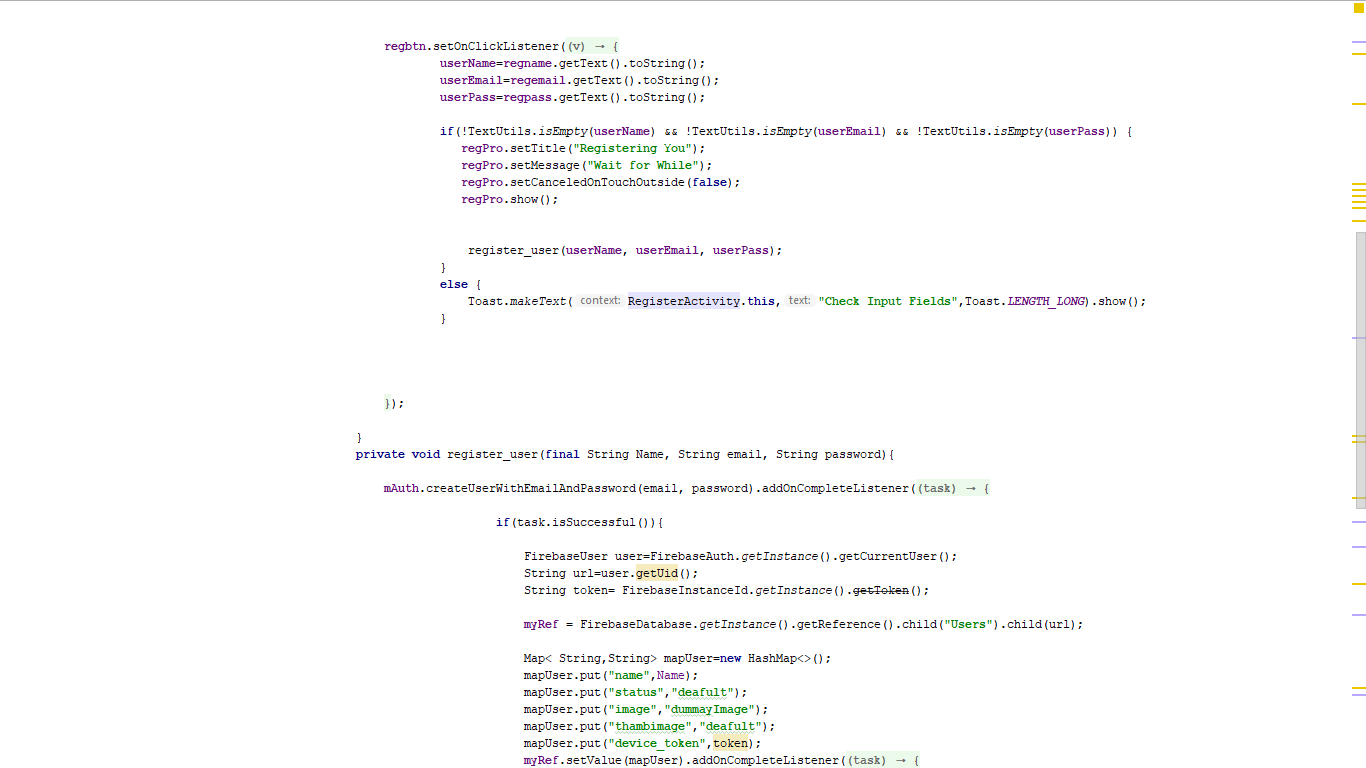 regbtn.setOnClickListener((v) → {
userName=regname.getText().toString();
userEmail=regemail.getText().toString();
userPass=regpass.getText().toString();
if(!TextUtils.isEmpty(userName) && !TextUtils.isEmpty(userEmail) && !TextUtils.isEmpty(userPass)) {
regPro.setTitle("Registering You");
regPro.setMessage("Wait for While");
regPro.setCanceledOnTouchOutside(false);
regPro.show();
register_user(userName, userEmail, userPass);
}
else {
Toast.makeText( context: RegisterActivity.this, text: "Check Input Fields",Toast.LENGTH_LONG).show();
}
});
}
private void register_user(final String Name, String email, String password){
mAuth.createUserWithEmailAndPassword(email, password).addOnCompleteListener((task) → {
if(task.isSuccessful()){
FirebaseUser user=FirebaseAuth.getInstance().getCurrentUser();
String url=user.getUid();
String token= FirebaseInstanceId.getInstance().getToken();
myRef = FirebaseDatabase.getInstance().getReference().child("Users").child(url);
Map< String,String> mapUser=new HashMap<>();
mapUser.put("name",Name);
mapUser.put("status","deafult");
mapUser.put("image","dummayImage");
mapUser.put("thambimage","deafult");
mapUser.put("device_token",token);
myRef.setValue(mapUser).addOnCompleteListener((task) → {